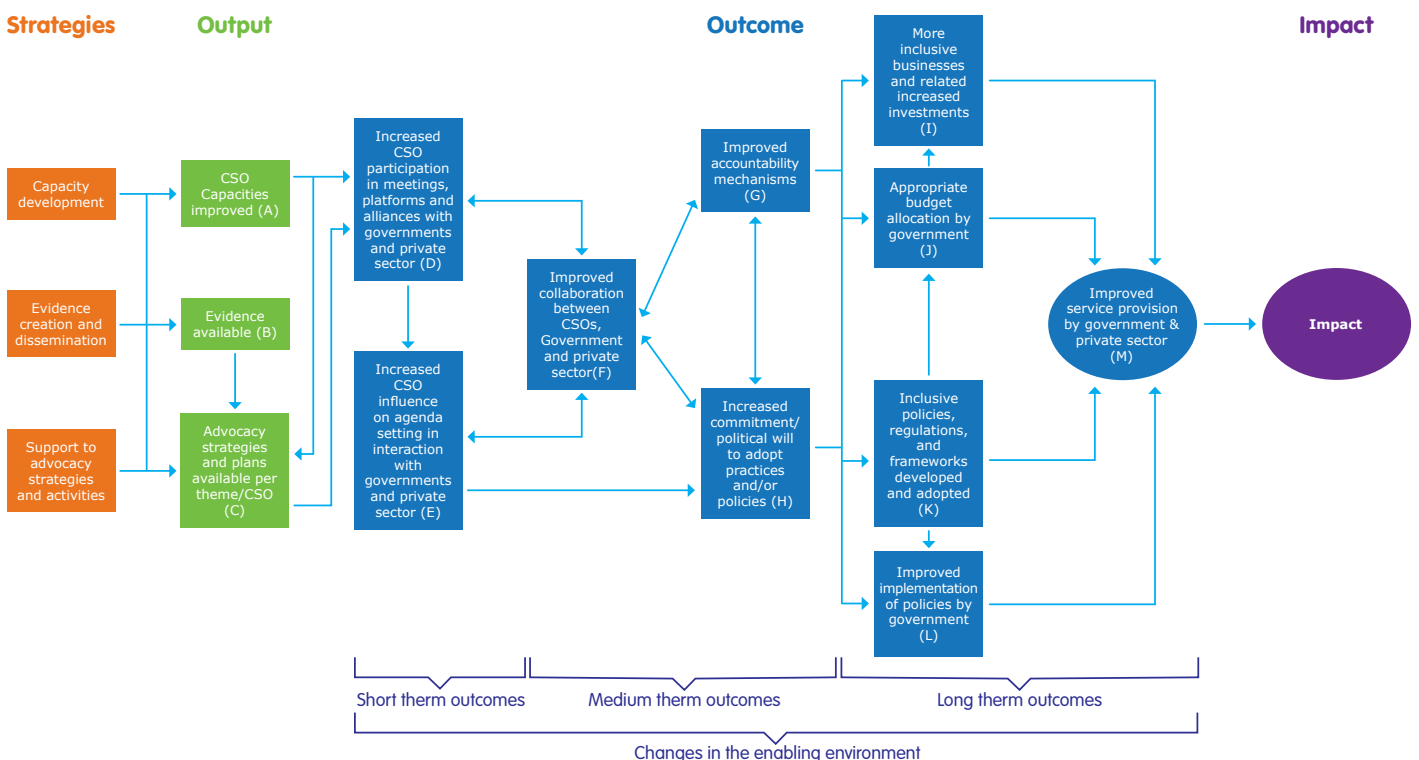 Strategies
Output
Outcome
Impact
Capacity
development
Evidence
creation and
dissemination
Support to
advocacy
strategies
and activities
CSO
Capacities
improved (A)
Evidence
available (B)
Advocacy
strategies
and plans
available per
theme/CSO
(C)
Increased
CSO
participation
in meetings,
platforms and
alliances with
governments
and private
sector (D)
Increased
CSO
influence
on agenda
setting in
interaction
with
governments
and private
sector (E)
Improved
collaboration
between
CSOs,
Government
and private
sector(F)
Improved
accountability
mechanisms
(G)
Increased
commitment/
political will
to adopt
practices
and/or
policies (H)
More
inclusive
businesses
and related
increased
investments
(I)
Appropriate
budget
allocation by
government
(J)
Inclusive
policies,
regulations,
and
frameworks
developed
and adopted
(K)
Improved
implementation
of policies by
government
(L)
Improved
service provision
by government &
private sector
(M)
Impact
Short therm outcomes
Medium therm outcomes
Long therm outcomes
Changes in the enabling environment